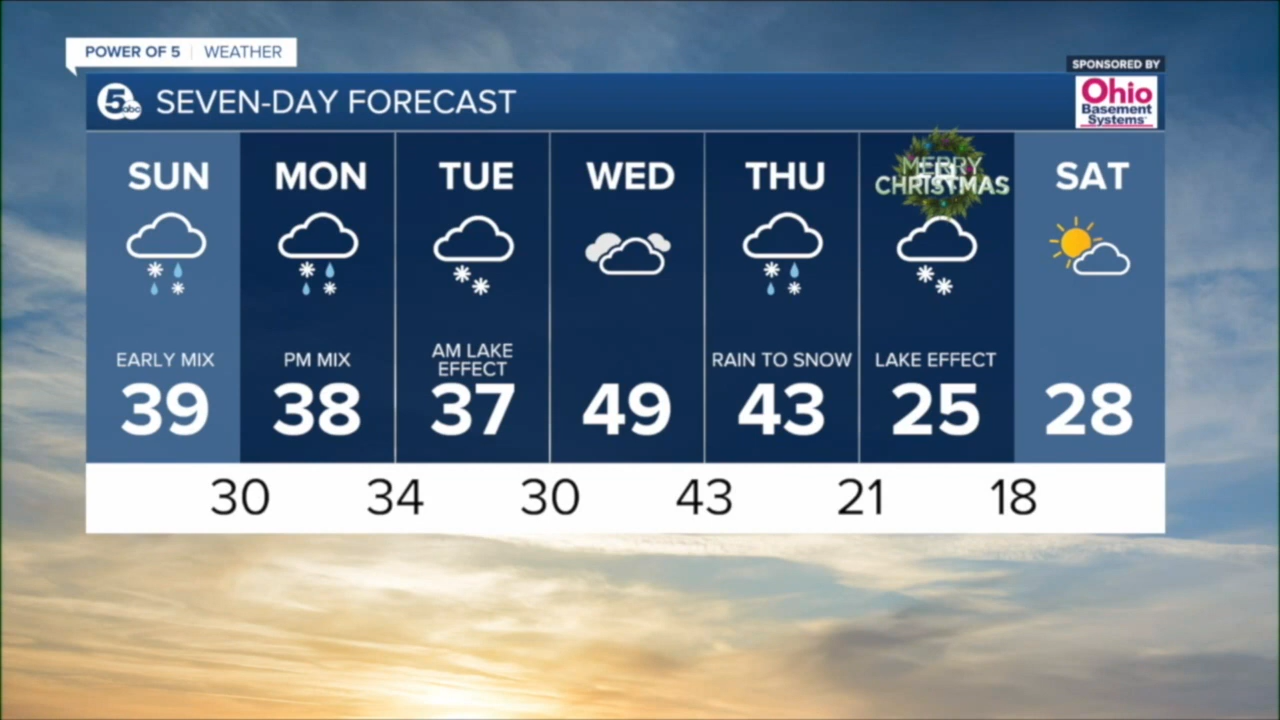 POWER OF 5 | WEATHER
SPONSORED BY
Ohio
Basement
Systems
5 abc
SEVEN-DAY FORECAST
SUN MON TUE WED THU MERRY CHRISTMAS FRI SAT
EARLY MIX PM MIX AM LAKE EFFECT RAIN TO SNOW LAKE EFFECT
39 38 37 49 43 25 28
30 34 30 43 21 18